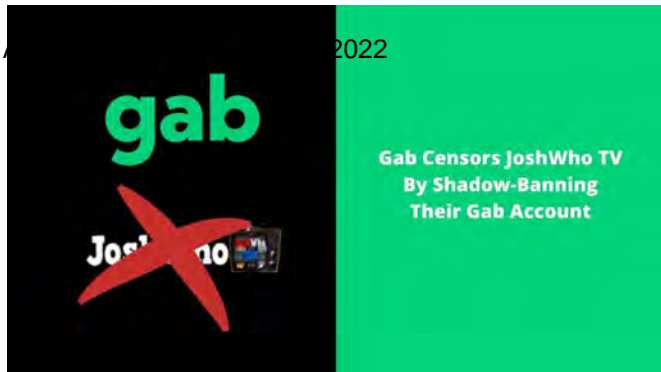 2022
gab
Gab Censors JoshWho TV
By Shadow-Banning
Their Gab Account